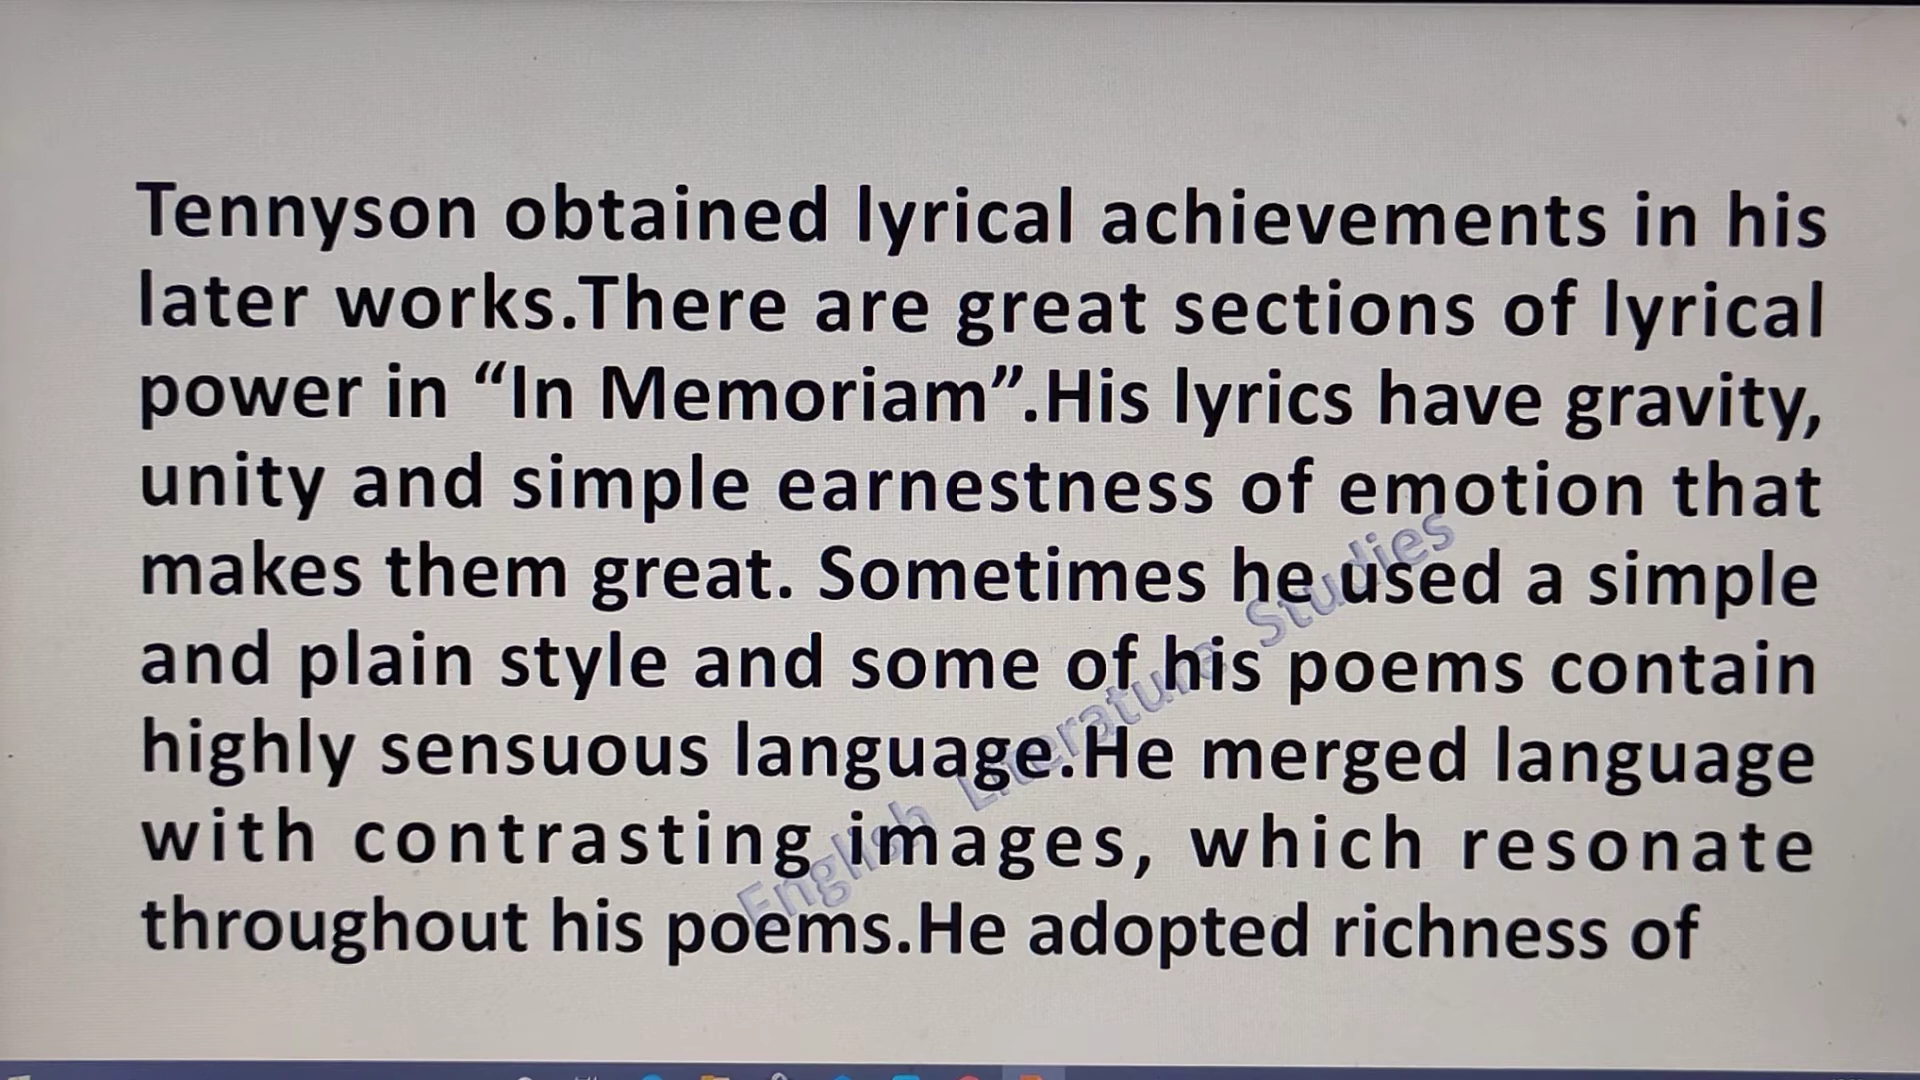 Tennyson obtained lyrical achievements in his
later works.There are great sections of lyrical
power in “In Memoriam”.His lyrics have gravity,
unity and simple earnestness of emotion that
makes them great. Sometimes he used a simple
and plain style and some of his poems contain
highly sensuous language.He merged language
with contrasting images, which resonate
throughout his poems.He adopted richness of
English Literature Studies